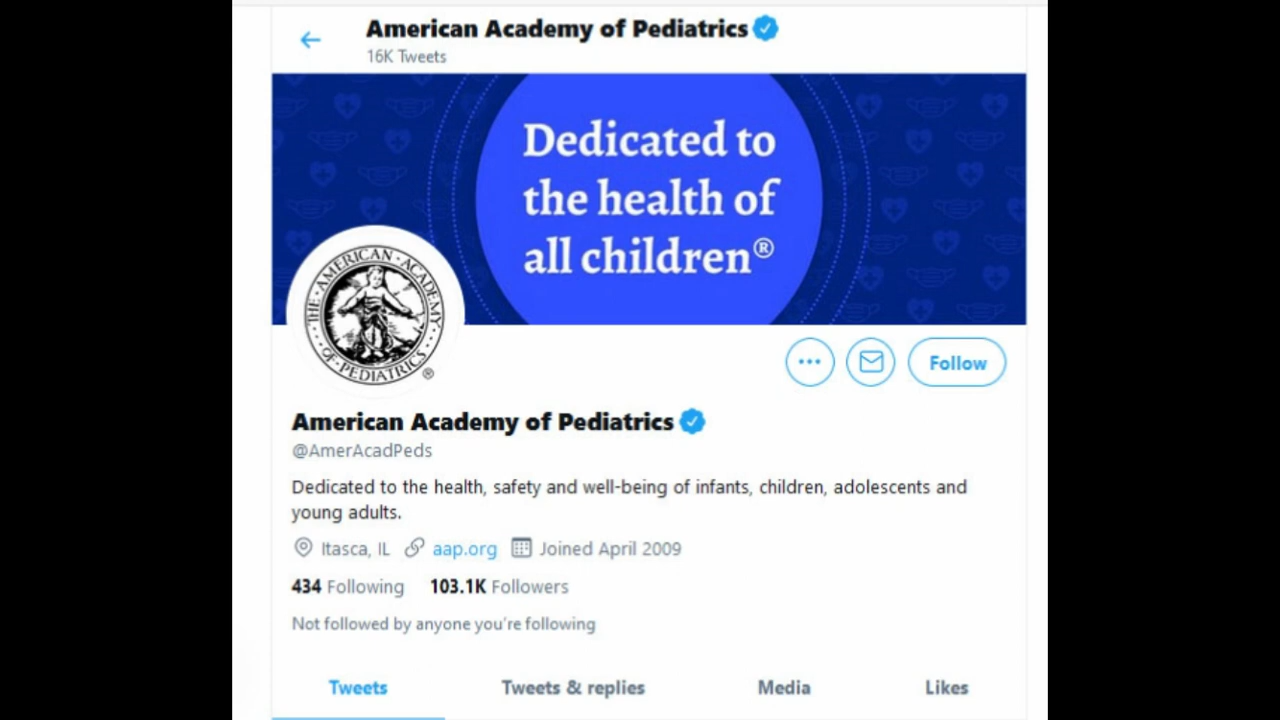 American Academy of Pediatrics
16K Tweets
Dedicated to
the health of
all children®
THE · AMERICAN · ACADEMY · OF · PEDIATRICS ®
Follow
American Academy of Pediatrics
@AmerAcadPeds
Dedicated to the health, safety and well-being of infants, children, adolescents and
young adults.
Itasca, IL aap.org Joined April 2009
434 Following 103.1K Followers
Not followed by anyone you're following
Tweets Tweets & replies Media Likes